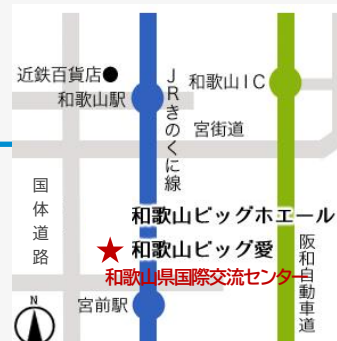 近鉄百貨店
和歌山駅
JRきのくに線
和歌山IC
宮街道
国体道路
和歌山ビッグホエール
和歌山ビッグ愛
和歌山県国際交流センター
阪和自動車道
宮前駅
N